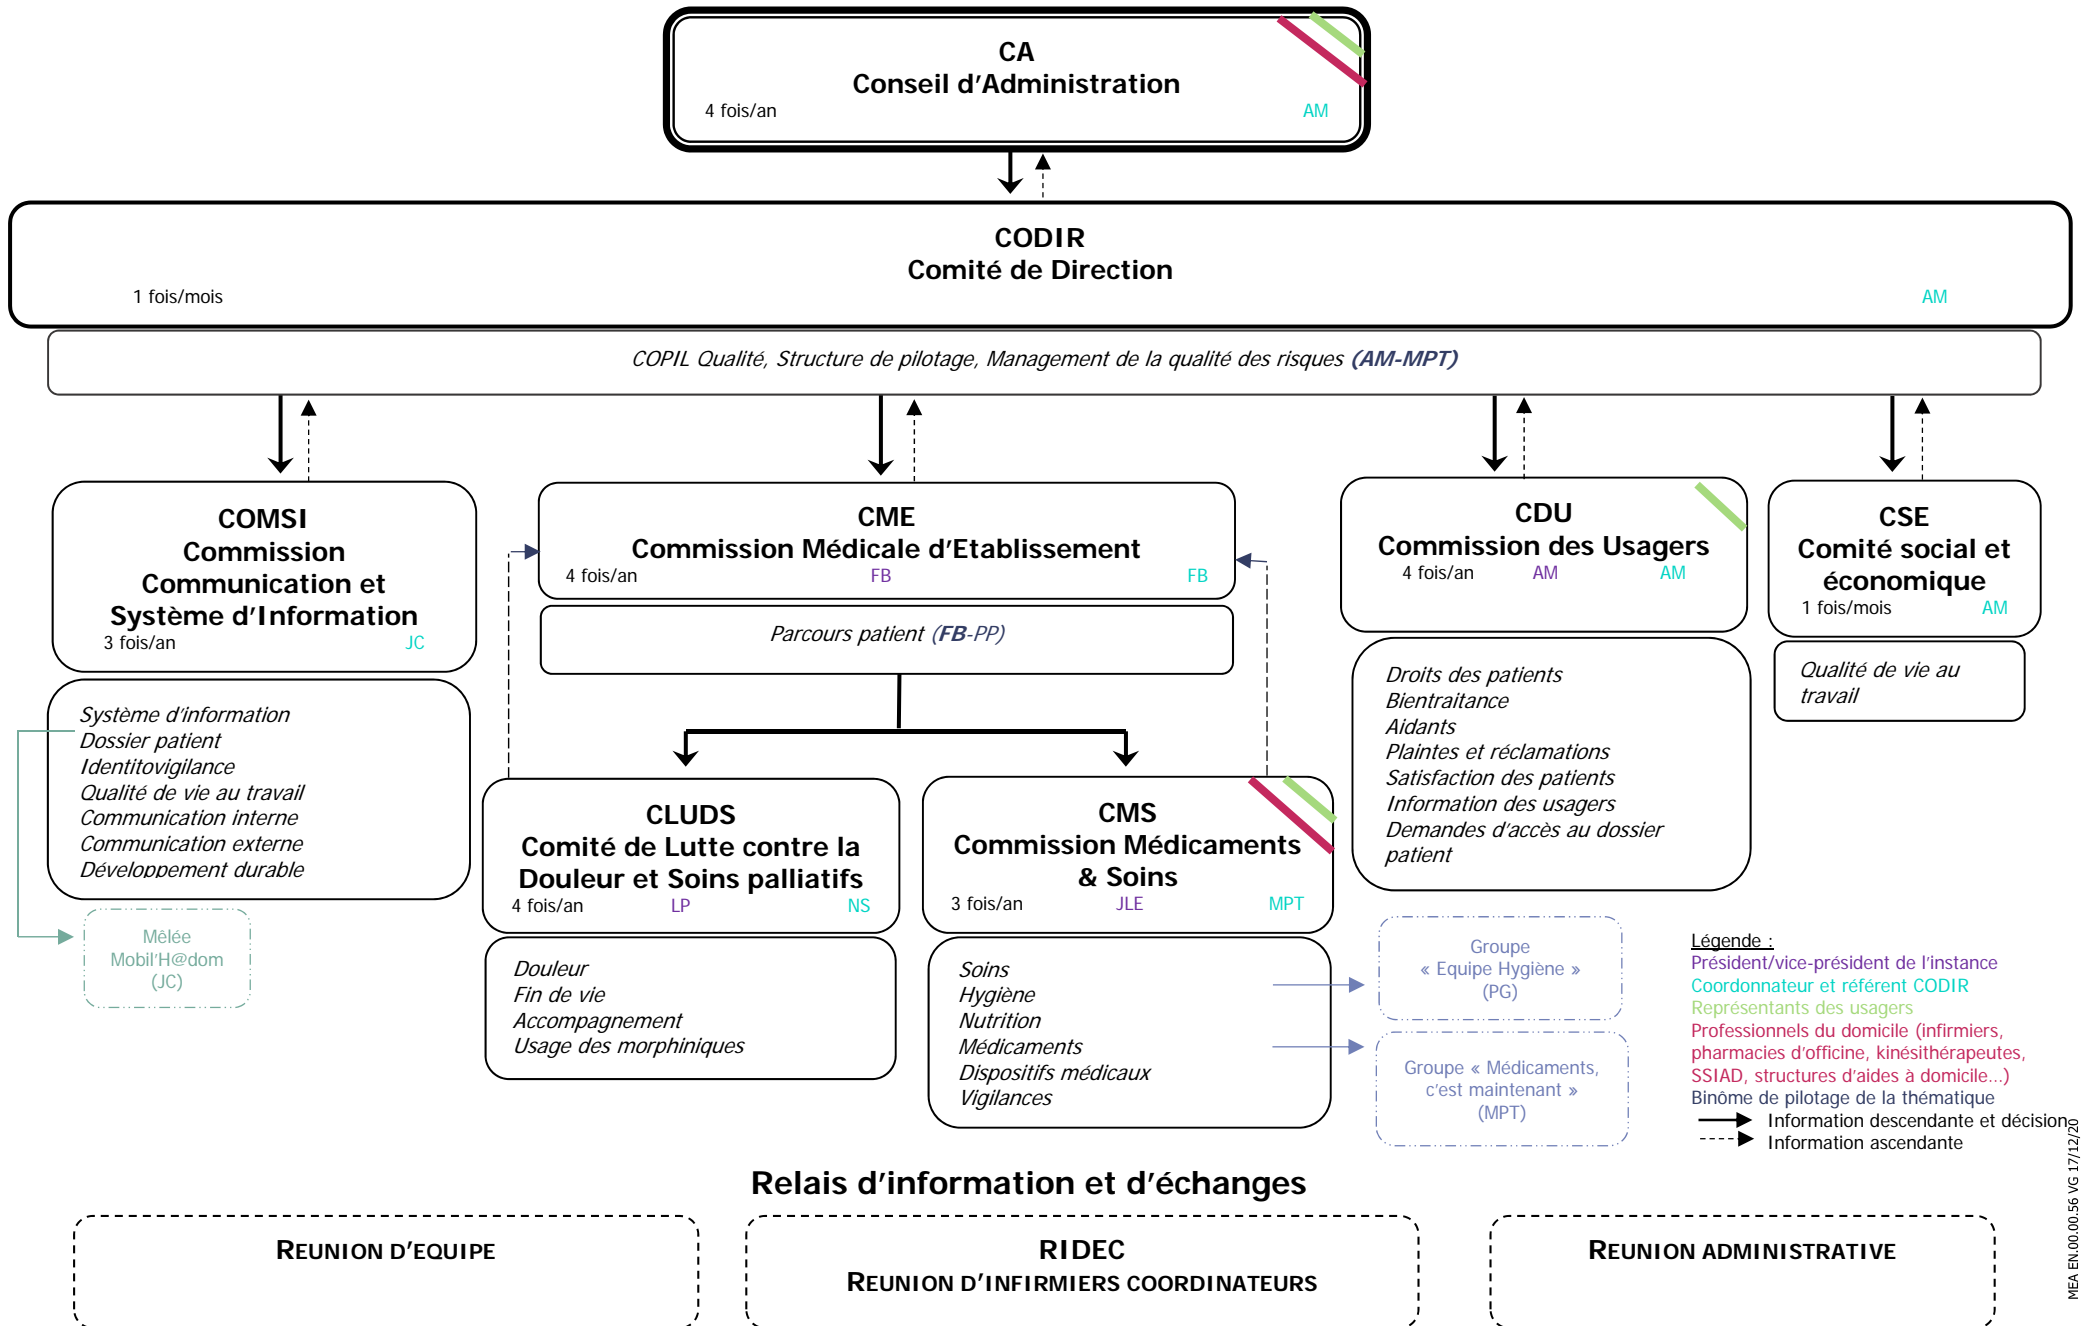 CA
Conseil d'Administration
4 fois/an AM
CODIR
Comité de Direction
1 fois/mois AM
COPIL Qualité, Structure de pilotage, Management de la qualité des risques (AM-MPT)
COMSI
Commission
Communication et
Système d'Information
3 fois/an JC
Système d'information
Dossier patient
Identitovigilance
Qualité de vie au travail
Communication interne
Communication externe
Développement durable
Mêlée
Mobil'H@dom
(JC)
CME
Commission Médicale d'Etablissement
4 fois/an FB FB
Parcours patient (FB-PP)
CLUDS
Comité de Lutte contre la
Douleur et Soins palliatifs
4 fois/an LP NS
Douleur
Fin de vie
Accompagnement
Usage des morphiniques
CMS
Commission Médicaments
& Soins
3 fois/an JLE MPT
Soins
Hygiène
Nutrition
Médicaments
Dispositifs médicaux
Vigilances
Groupe
« Equipe Hygiène »
(PG)
Groupe « Médicaments,
c'est maintenant »
(MPT)
CDU
Commission des Usagers
4 fois/an AM AM
Droits des patients
Bientraitance
Aidants
Plaintes et réclamations
Satisfaction des patients
Information des usagers
Demandes d'accès au dossier
patient
CSE
Comité social et
économique
1 fois/mois AM
Qualité de vie au
travail
Légende :
Président/vice-président de l'instance
Coordonnateur et référent CODIR
Représentants des usagers
Professionnels du domicile (infirmiers,
pharmacies d'officine, kinésithérapeutes,
SSIAD, structures d'aides à domicile...)
Binôme de pilotage de la thématique
Information descendante et décision
Information ascendante
MEA EN.00.00.56 VG 17/12/20
Relais d'information et d'échanges
REUNION D'EQUIPE
RIDEC
REUNION D'INFIRMIERS COORDINATEURS
REUNION ADMINISTRATIVE